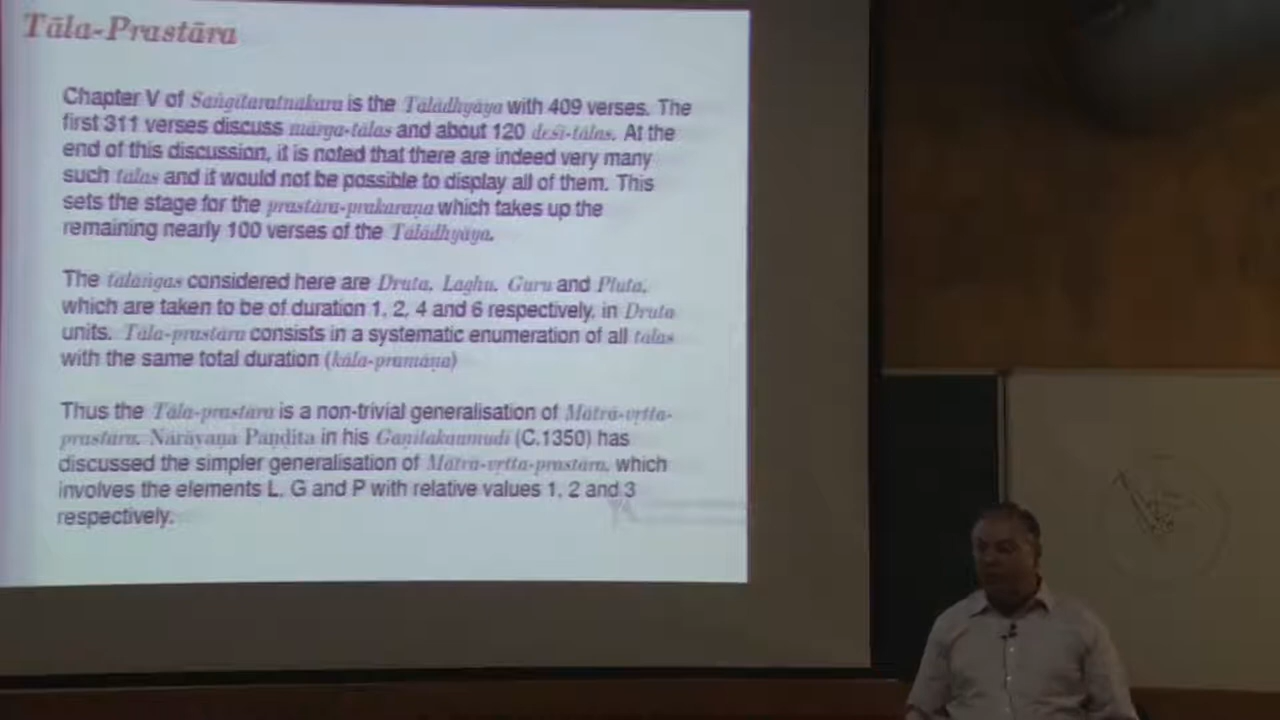 Tāla-Prastāra
Chapter V of Saṅgītaratnakara is the Tālādhyāya with 409 verses. The
first 311 verses discuss mārga-tālas and about 120 deśī-tālas. At the
end of this discussion, it is noted that there are indeed very many
such tālas and it would not be possible to display all of them. This
sets the stage for the prastāra-prakaraṇa which takes up the
remaining nearly 100 verses of the Tālādhyāya.
The tālāṅgas considered here are Druta, Laghu, Guru and Pluta,
which are taken to be of duration 1, 2, 4 and 6 respectively, in Druta
units. Tāla-prastāra consists in a systematic enumeration of all tālas
with the same total duration (kāla-pramāṇa)
Thus the Tāla-prastāra is a non-trivial generalisation of Mātrā-vṛtta-
prastāra. Nārāyaṇa Paṇḍita in his Gaṇitakaumudī (C.1350) has
discussed the simpler generalisation of Mātrā-vṛtta-prastāra, which
involves the elements L, G and P with relative values 1, 2 and 3
respectively.